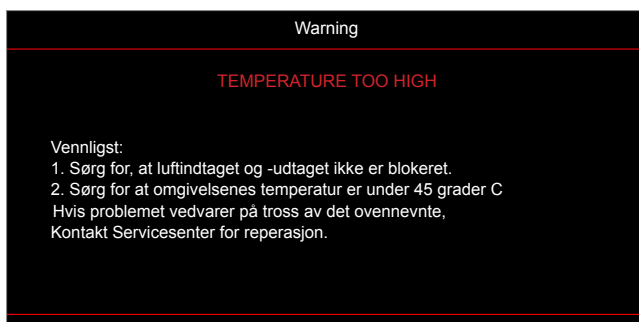 Warning
TEMPERATURE TOO HIGH
Vennligst:
1. Sørg for, at luftindtaget og -udtaget ikke er blokeret.
2. Sørg for at omgivelsenes temperatur er under 45 grader C
Hvis problemet vedvarer på tross av det ovennevnte,
Kontakt Servicesenter for reperasjon.